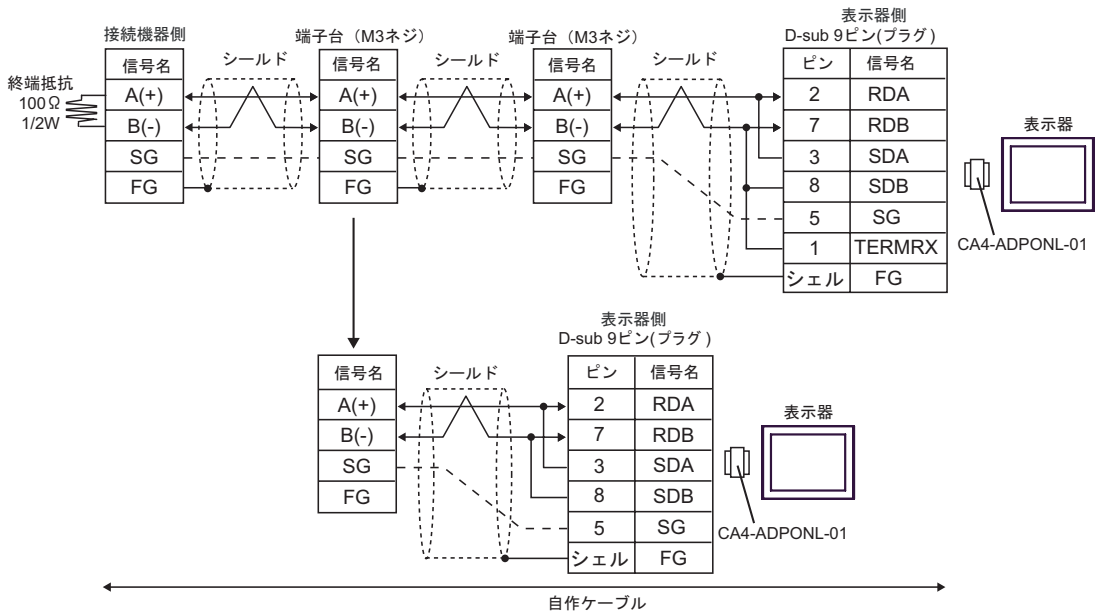 接続機器側
信号名
A(+)
B(-)
SG
FG
終端抵抗
100Ω
1/2W
シールド
端子台（M3ネジ）
信号名
A(+)
B(-)
SG
FG
シールド
端子台（M3ネジ）
信号名
A(+)
B(-)
SG
FG
シールド
表示器側
D-sub 9ピン(プラグ)
ピン 信号名
2 RDA
7 RDB
3 SDA
8 SDB
5 SG
1 TERMRX
シェル FG
表示器
CA4-ADPONL-01
信号名
A(+)
B(-)
SG
FG
シールド
表示器側
D-sub 9ピン(プラグ)
ピン 信号名
2 RDA
7 RDB
3 SDA
8 SDB
5 SG
シェル FG
表示器
CA4-ADPONL-01
自作ケーブル